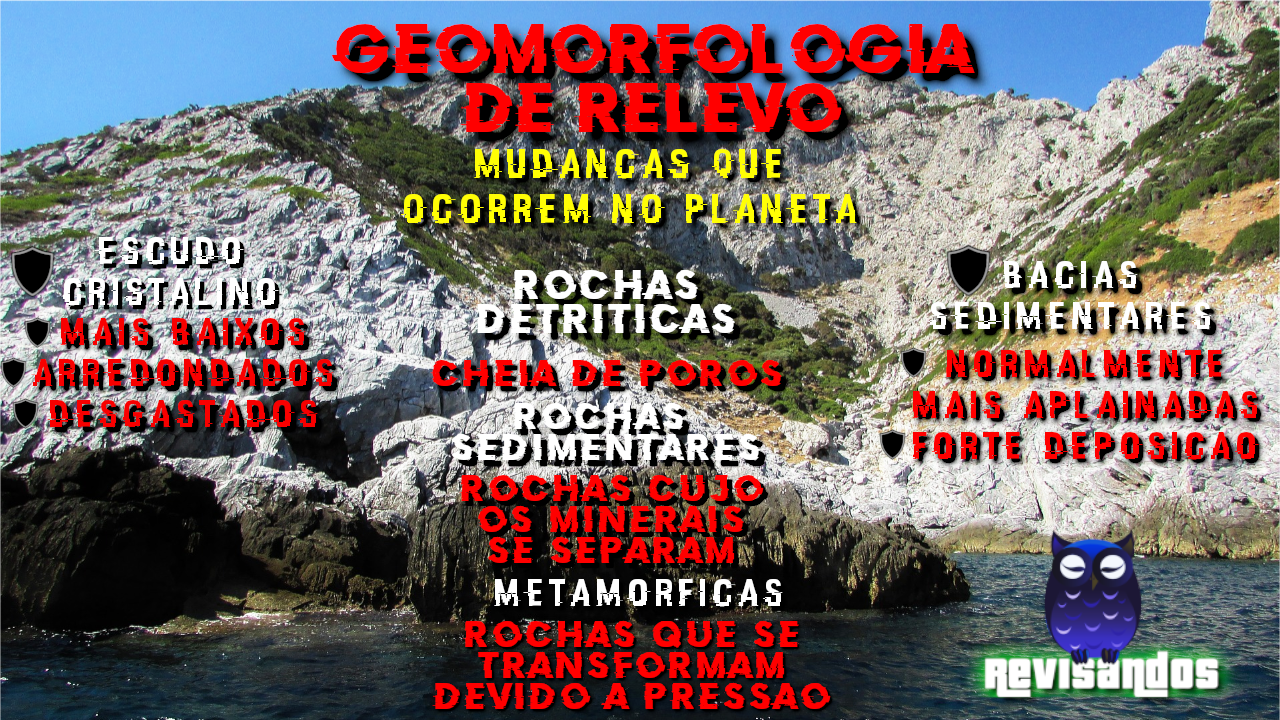 GEOMORFOLOGIA
DE RELEVO
MUDANCAS QUE
OCORREM NO PLANETA
ESCUDO
CRISTALINO
MAIS BAIXOS
ARREDONDADOS
DESGASTADOS
ROCHAS
DETRITICAS
CHEIA DE POROS
ROCHAS
SEDIMENTARES
ROCHAS CUJO
OS MINERAIS
SE SEPARAM
METAMORFICAS
ROCHAS QUE SE
TRANSFORMAM
DEVIDO A PRESSAO
BACIAS
SEDIMENTARES
NORMALMENTE
MAIS APLAINADAS
FORTE DEPOSICAO
REVISANDOS